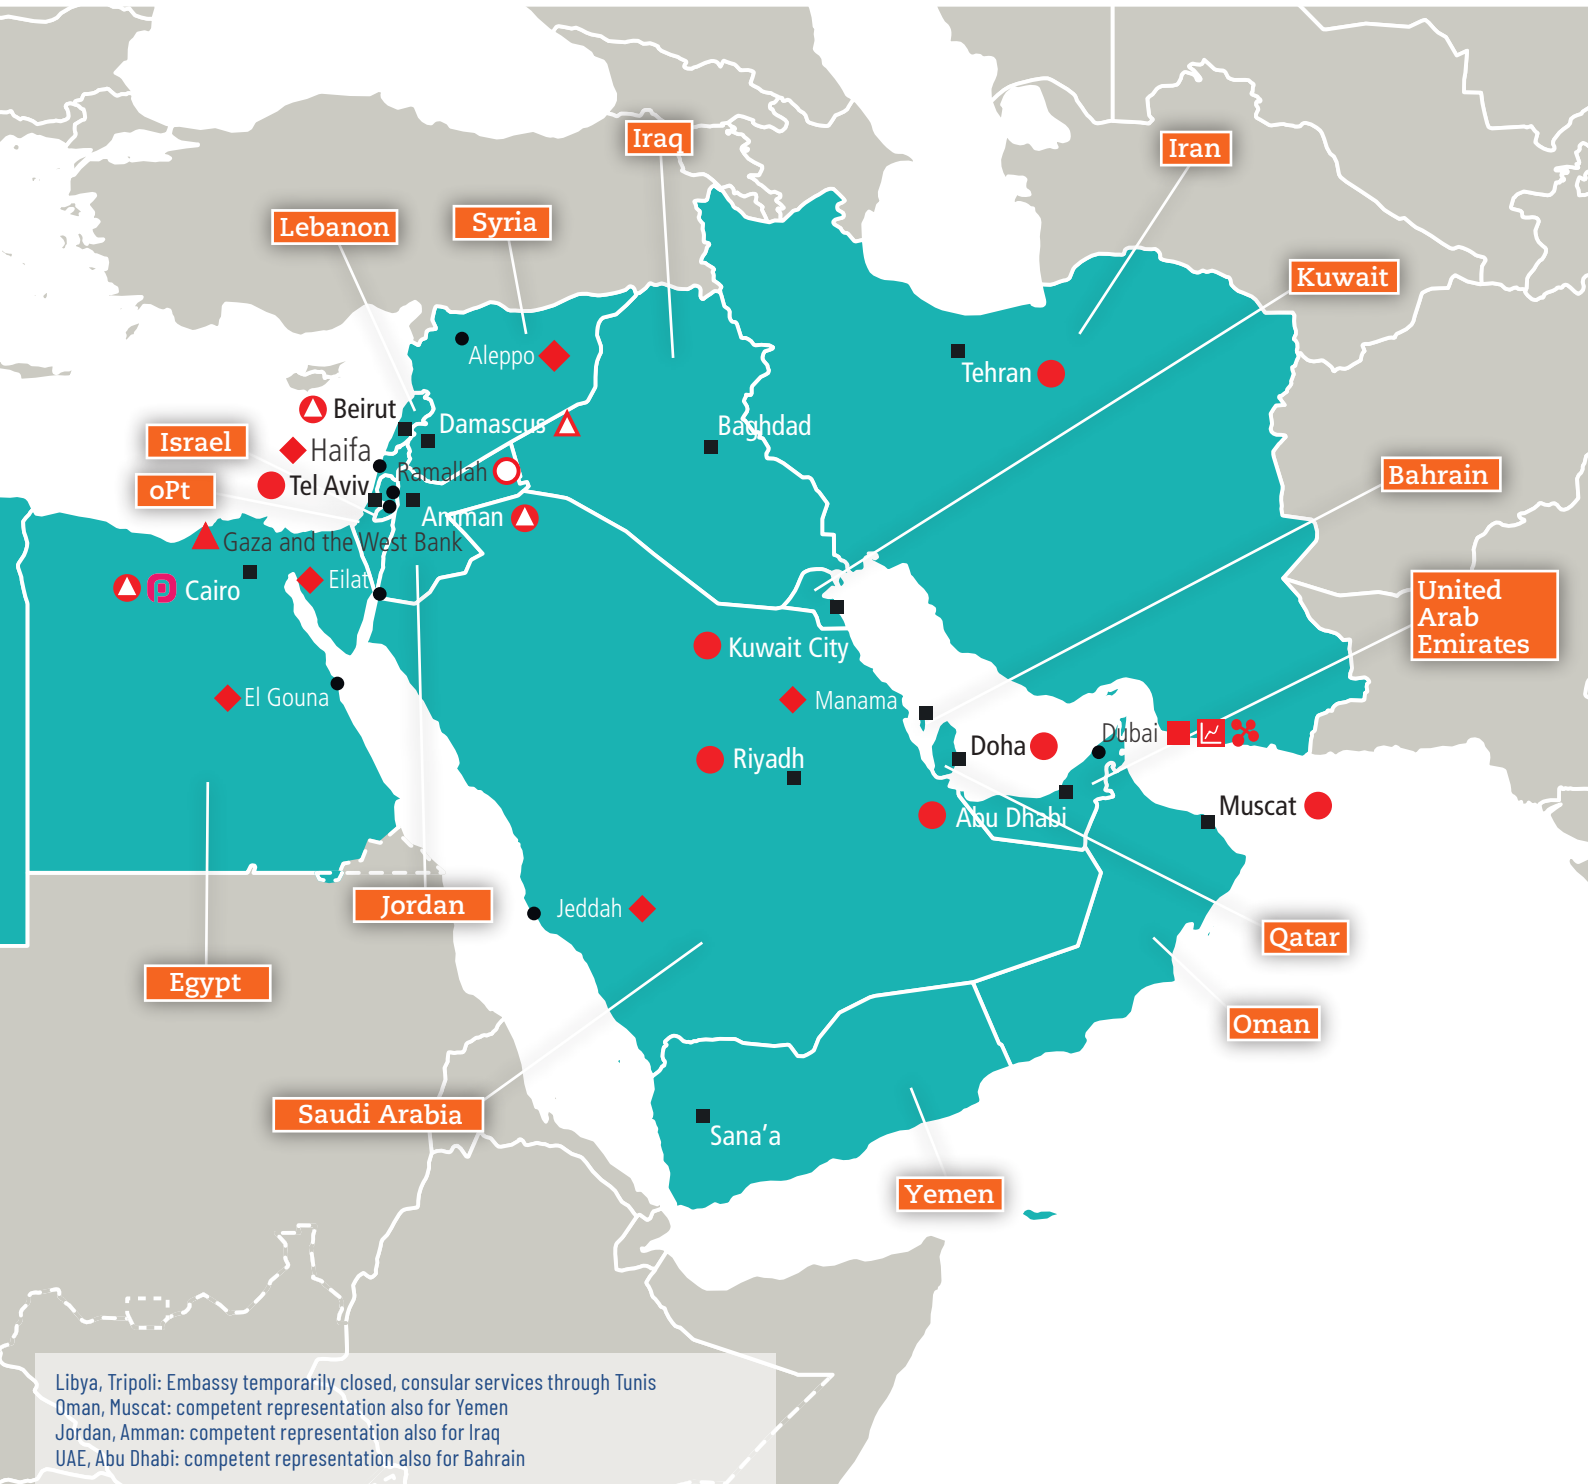 Iraq
Iran
Lebanon
Syria
Kuwait
Aleppo
Tehran
Beirut
Damascus
Baghdad
Israel
Haifa
Ramallah
Bahrain
oPt
Tel Aviv
Amman
Gaza and the West Bank
Cairo
Eilat
United
Arab
Emirates
Kuwait City
El Gouna
Manama
Doha
Dubai
Riyadh
Abu Dhabi
Muscat
Jordan
Jeddah
Qatar
Egypt
Oman
Saudi Arabia
Sana'a
Yemen
Libya, Tripoli: Embassy temporarily closed, consular services through Tunis
Oman, Muscat: competent representation also for Yemen
Jordan, Amman: competent representation also for Iraq
UAE, Abu Dhabi: competent representation also for Bahrain